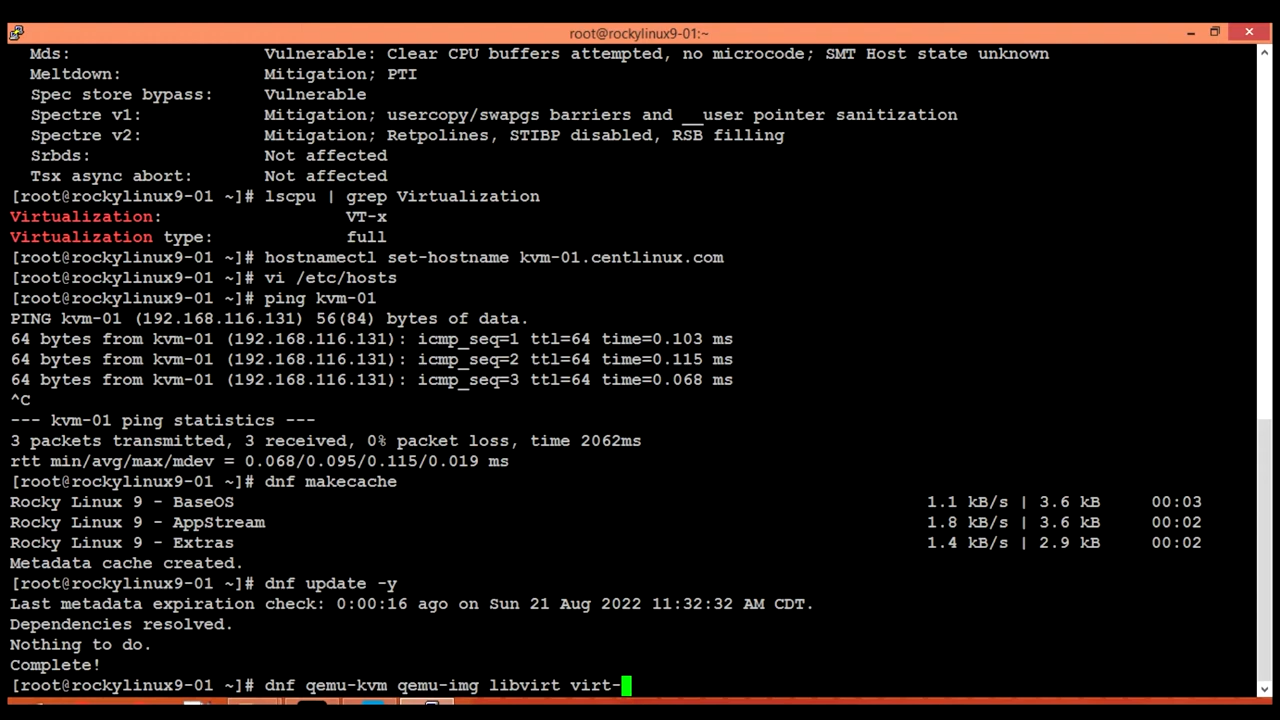 root@rockylinux9-01:~
Mds: Vulnerable: Clear CPU buffers attempted, no microcode; SMT Host state unknown
Meltdown: Mitigation; PTI
Spec store bypass: Vulnerable
Spectre v1: Mitigation; usercopy/swapgs barriers and __user pointer sanitization
Spectre v2: Mitigation; Retpolines, STIBP disabled, RSB filling
Srbds: Not affected
Tsx async abort: Not affected
[root@rockylinux9-01 ~]# lscpu | grep Virtualization
Virtualization: VT-x
Virtualization type: full
[root@rockylinux9-01 ~]# hostnamectl set-hostname kvm-01.centlinux.com
[root@rockylinux9-01 ~]# vi /etc/hosts
[root@rockylinux9-01 ~]# ping kvm-01
PING kvm-01 (192.168.116.131) 56(84) bytes of data.
64 bytes from kvm-01 (192.168.116.131): icmp_seq=1 ttl=64 time=0.103 ms
64 bytes from kvm-01 (192.168.116.131): icmp_seq=2 ttl=64 time=0.115 ms
64 bytes from kvm-01 (192.168.116.131): icmp_seq=3 ttl=64 time=0.068 ms
^C
--- kvm-01 ping statistics ---
3 packets transmitted, 3 received, 0% packet loss, time 2062ms
rtt min/avg/max/mdev = 0.068/0.095/0.115/0.019 ms
[root@rockylinux9-01 ~]# dnf makecache
Rocky Linux 9 - BaseOS 1.1 kB/s | 3.6 kB 00:03
Rocky Linux 9 - AppStream 1.8 kB/s | 3.6 kB 00:02
Rocky Linux 9 - Extras 1.4 kB/s | 2.9 kB 00:02
Metadata cache created.
[root@rockylinux9-01 ~]# dnf update -y
Last metadata expiration check: 0:00:16 ago on Sun 21 Aug 2022 11:32:32 AM CDT.
Dependencies resolved.
Nothing to do.
Complete!
[root@rockylinux9-01 ~]# dnf qemu-kvm qemu-img libvirt virt-